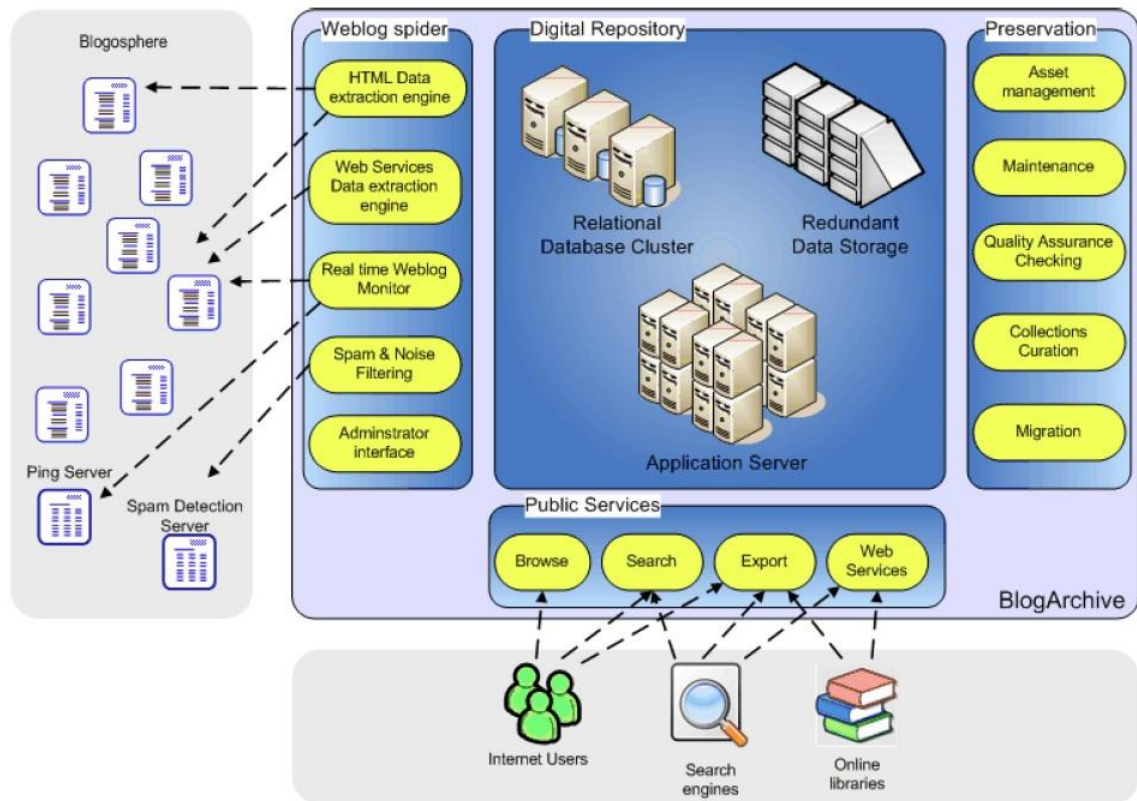 Blogosphere
Ping Server
Spam Detection
Server
Weblog spider
HTML Data
extraction engine
Web Services
Data extraction
engine
Real time Weblog
Monitor
Spam & Noise
Filtering
Adminstrator
interface
Digital Repository
Relational
Database Cluster
Redundant
Data Storage
Application Server
Preservation
Asset
management
Maintenance
Quality Assurance
Checking
Collections
Curation
Migration
Public Services
Browse
Search
Export
Web
Services
BlogArchive
Internet Users
Search
engines
Online
libraries